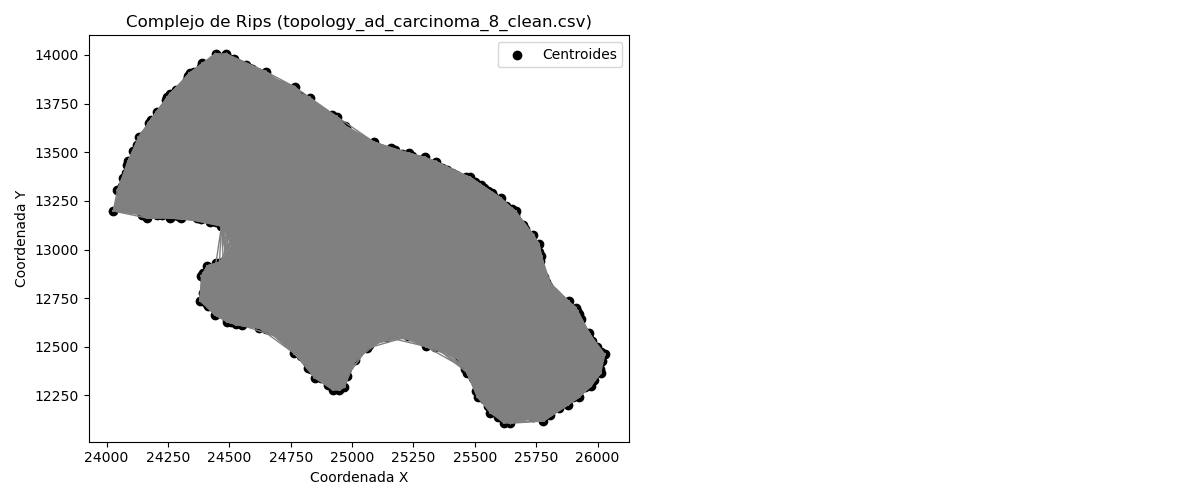 Complejo de Rips (topology_ad_carcinoma_8_clean.csv)
Centroides
14000
13750
13500
13250
13000
12750
12500
12250
Coordenada Y
24000 24250 24500 24750 25000 25250 25500 25750 26000
Coordenada X